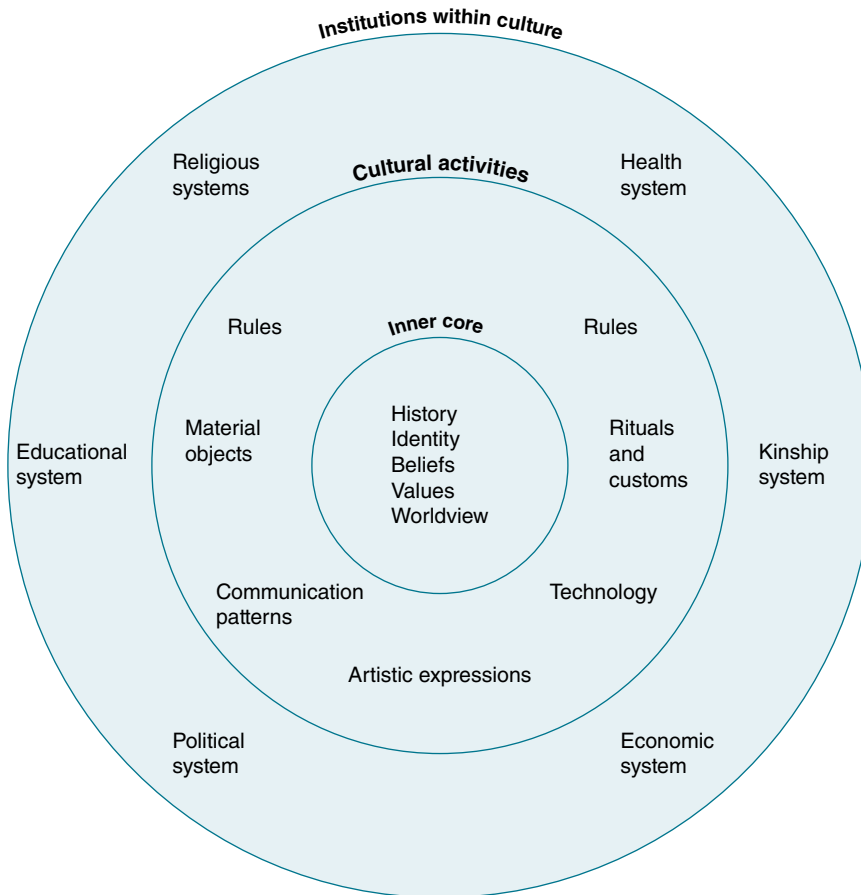 Institutions within culture
Religious
systems
Cultural activities
Health
system
Rules
Inner core
Rules
Educational
system
Material
objects
History
Identity
Beliefs
Values
Worldview
Rituals
and
customs
Kinship
system
Communication
patterns
Technology
Artistic expressions
Political
system
Economic
system